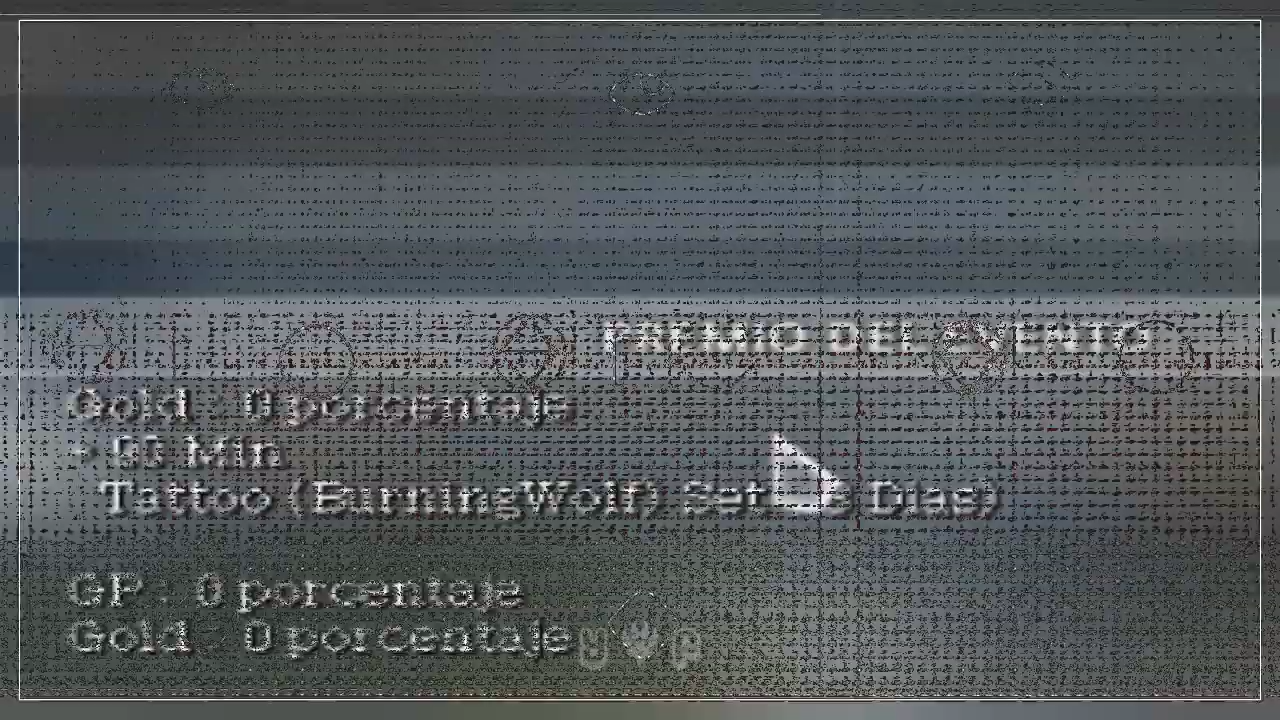 PREMIO DEL EVENTO
Gold : 0 porcentaje
Min
Tattoo (BurningWolf) Set Dias)
GP : 0 porcentaje
Gold : 0 porcentaje